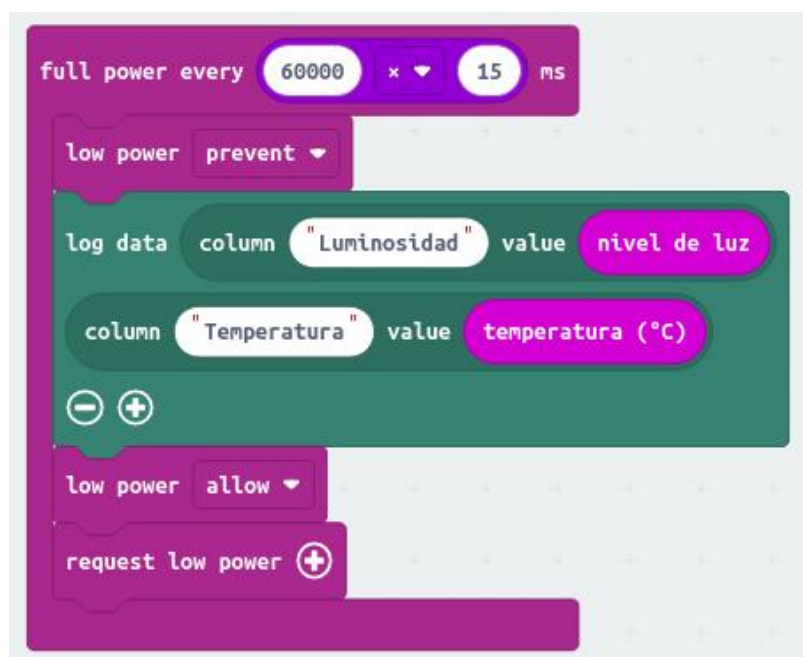 full power every 60000 × 15 ms
low power prevent
log data column "Luminosidad" value nivel de luz
column "Temperatura" value temperatura (°C)
low power allow
request low power